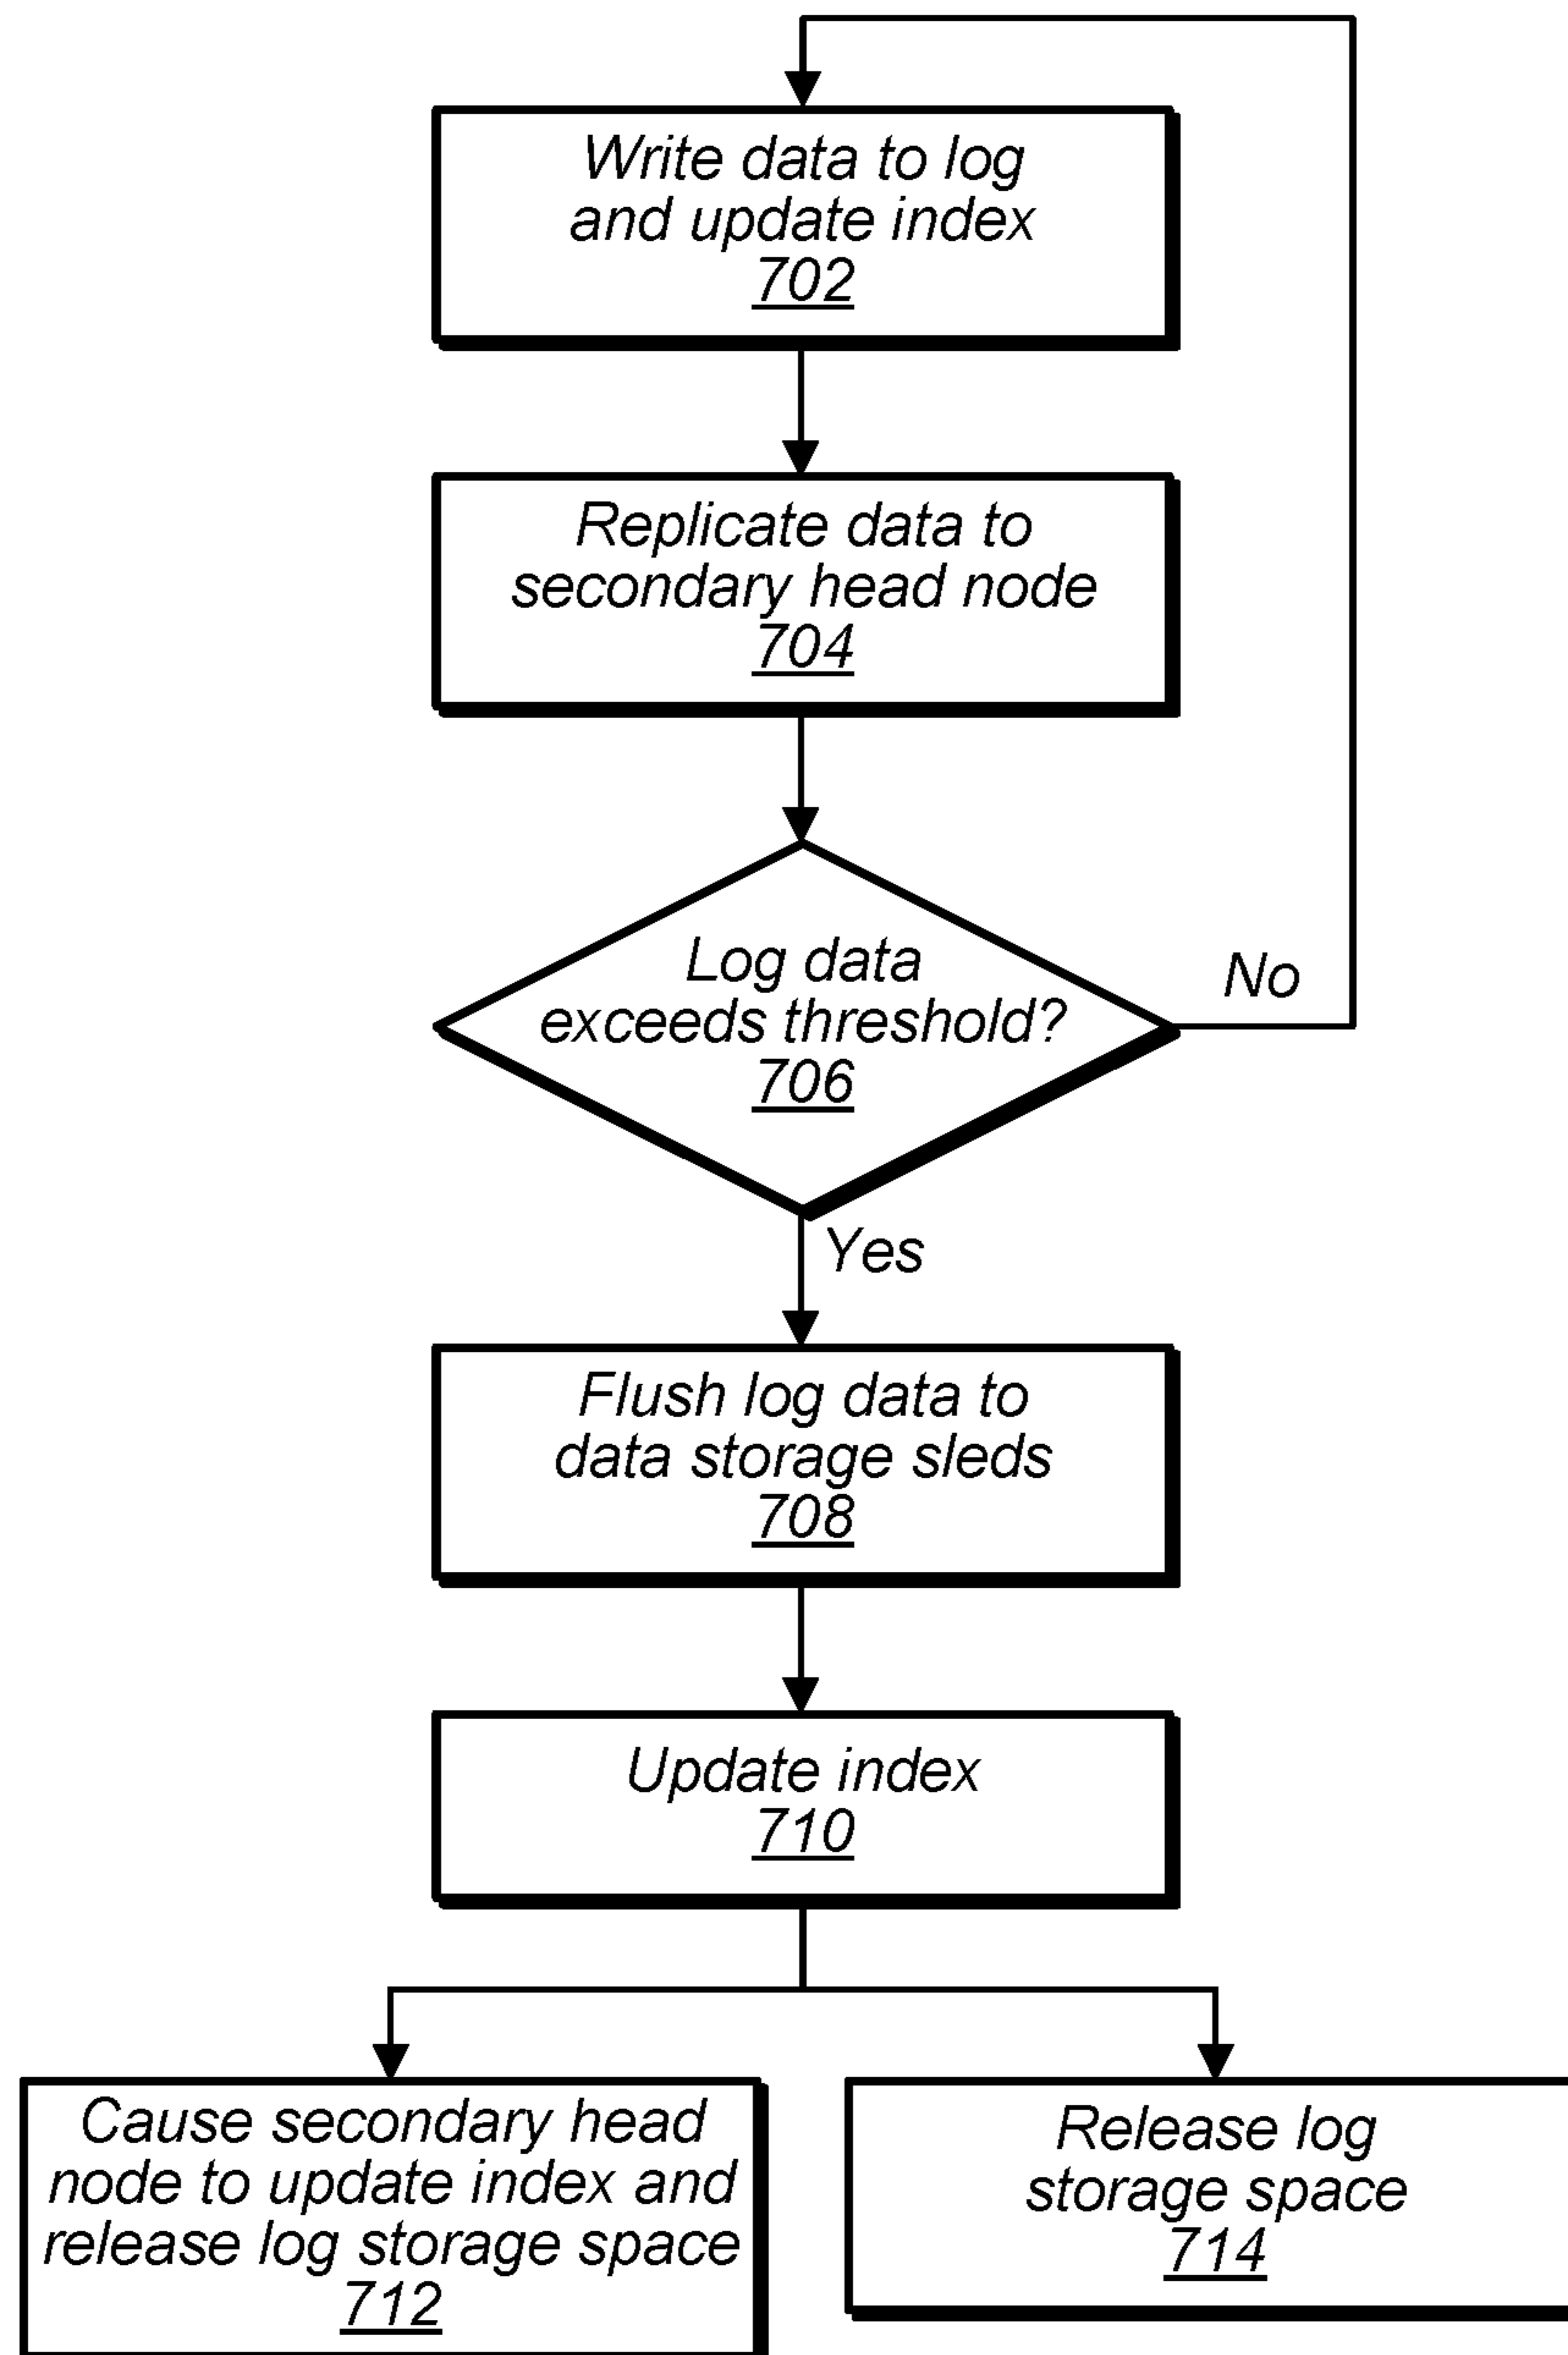 Write data to log
and update index
702
Replicate data to
secondary head node
704
Log data
exceeds threshold?
706
No
Yes
Flush log data to
data storage sleds
708
Update index
710
Cause secondary head
node to update index and
release log storage space
712
Release log
storage space
714